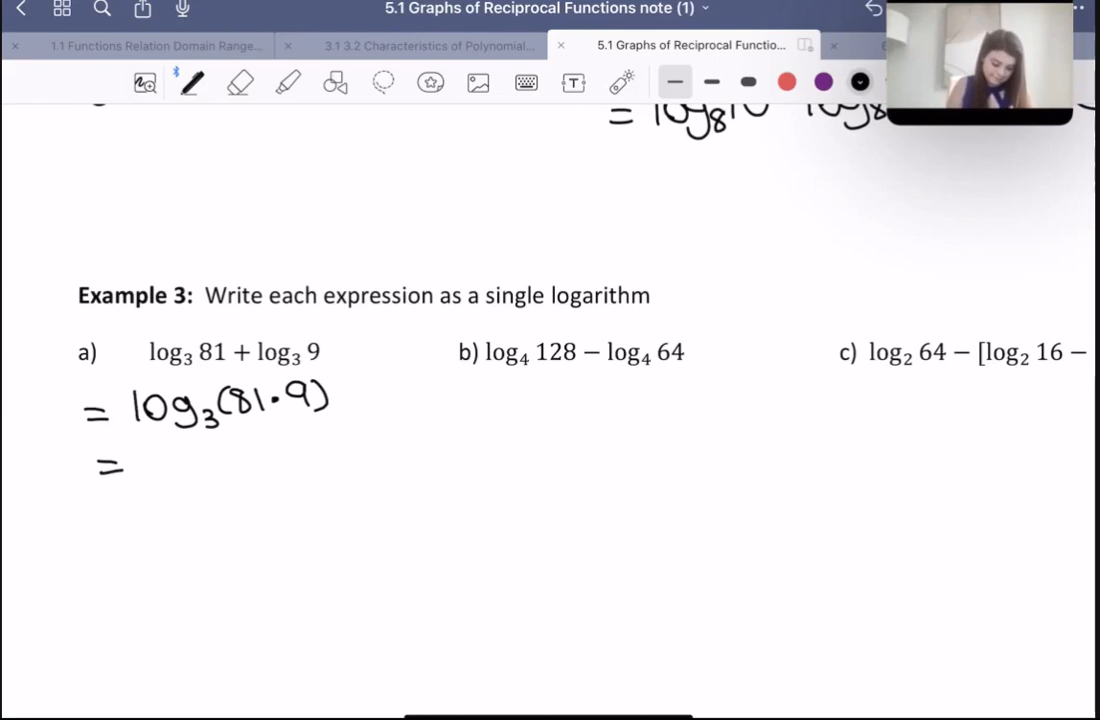 5.1 Graphs of Reciprocal Functions note (1)
1.1 Functions Relation Domain Range...
3.1 3.2 Characteristics of Polynomial...
5.1 Graphs of Reciprocal Functio...
= log₈10 log₈
Example 3: Write each expression as a single logarithm
a) log₃ 81 + log₃ 9
b) log₄ 128 − log₄ 64
c) log₂ 64 − [log₂ 16 −
= log₃(81·9)
=